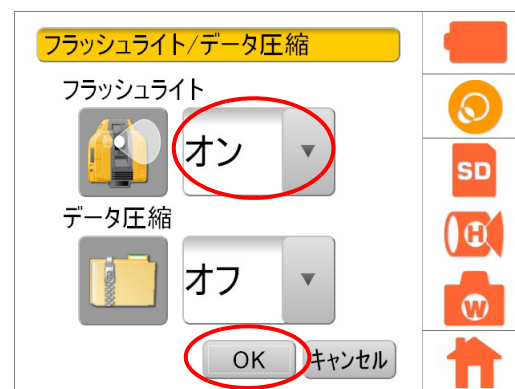 フラッシュライト/データ圧縮
フラッシュライト
オン
SD
データ圧縮
H
オフ
W
OK キャンセル